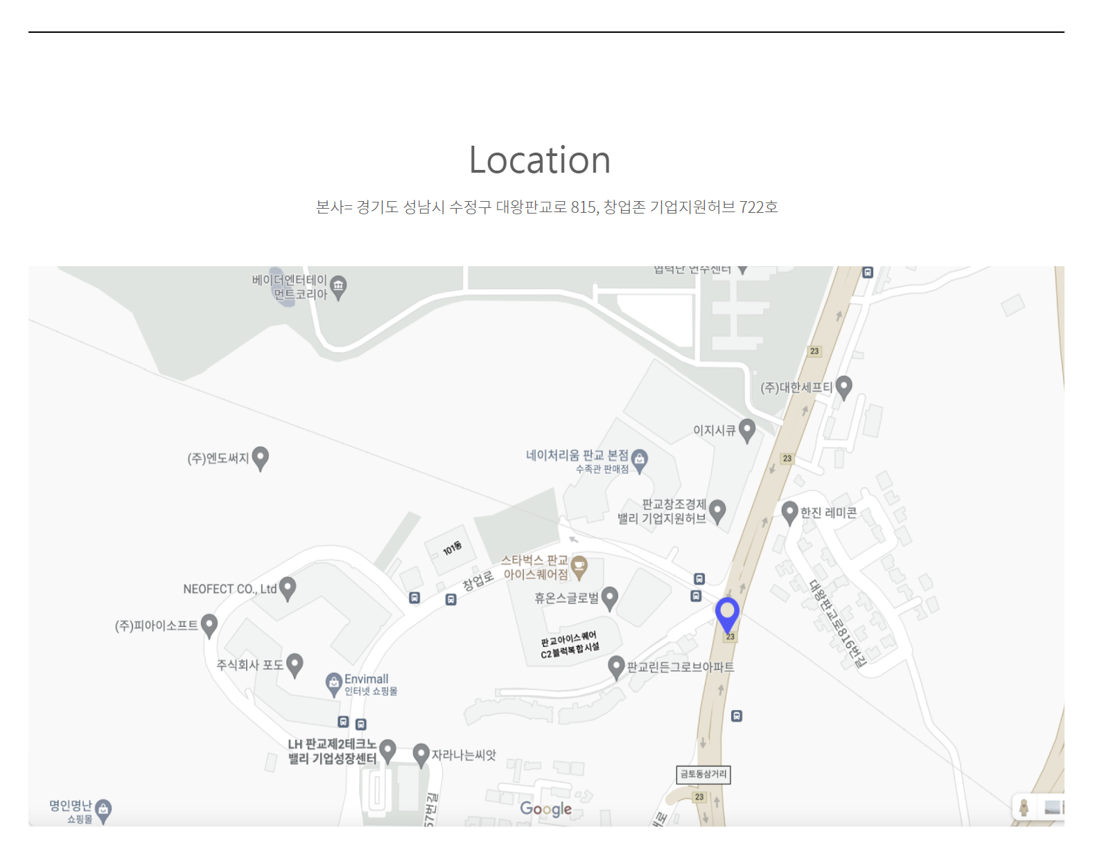 Location
본사= 경기도 성남시 수정구 대왕판교로 815, 창업존 기업지원허브 722호
협력단 연수센터
베이더엔터테이
먼트코리아
23
(주)대한세프티
이지시큐
(주)엔도써지
네이처리움 판교 본점
수족관 판매점
23
판교창조경제
밸리 기업지원허브
한진 레미콘
101동
스타벅스 판교
아이스퀘어점
창업로
NEOFECT CO., Ltd
휴온스글로벌
대왕판교로816번길
(주)피아이소프트
23
판교아이스퀘어
C2블럭복합시설
주식회사 포도
판교린든그로브아파트
Envimall
인터넷 쇼핑몰
LH 판교제2테크노
밸리 기업성장센터
자라나는씨앗
금토동삼거리
23
명인명난
쇼핑몰
57번길
Google